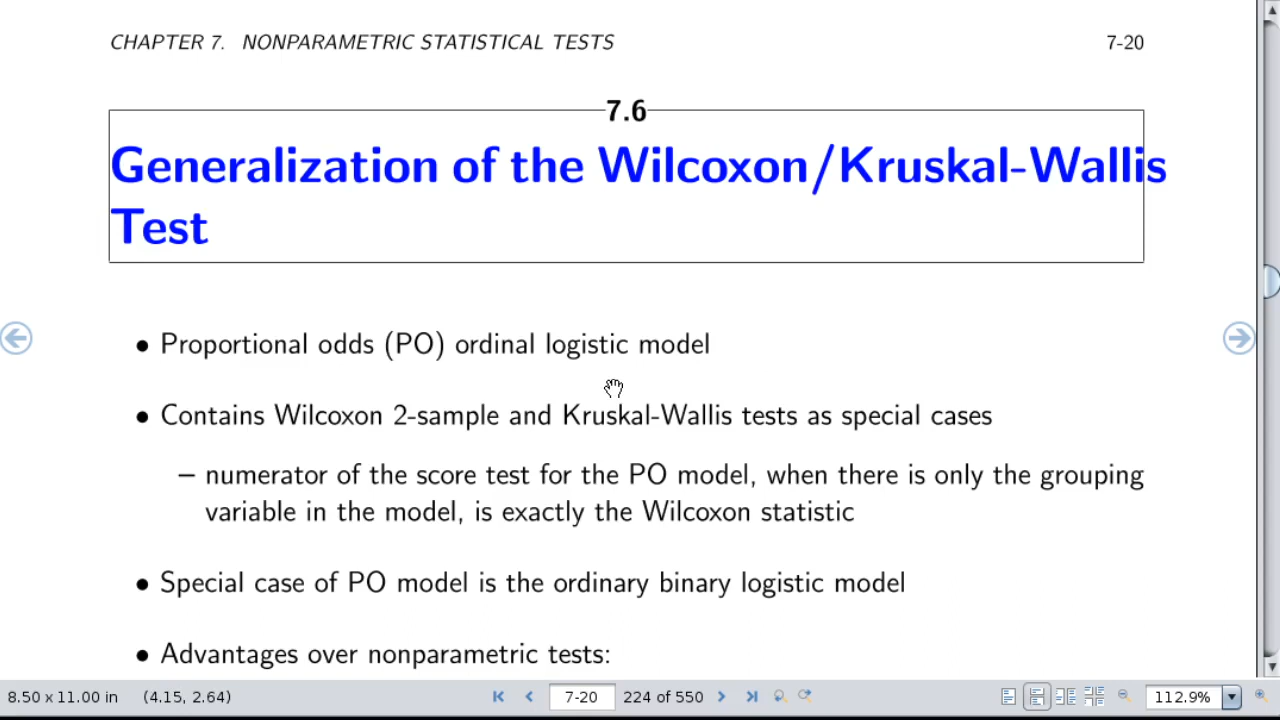 CHAPTER 7. NONPARAMETRIC STATISTICAL TESTS 7-20
7.6
Generalization of the Wilcoxon/Kruskal-Wallis
Test
• Proportional odds (PO) ordinal logistic model
• Contains Wilcoxon 2-sample and Kruskal-Wallis tests as special cases
– numerator of the score test for the PO model, when there is only the grouping
variable in the model, is exactly the Wilcoxon statistic
• Special case of PO model is the ordinary binary logistic model
• Advantages over nonparametric tests:
8.50 x 11.00 in (4.15, 2.64) 7-20 224 of 550 112.9%